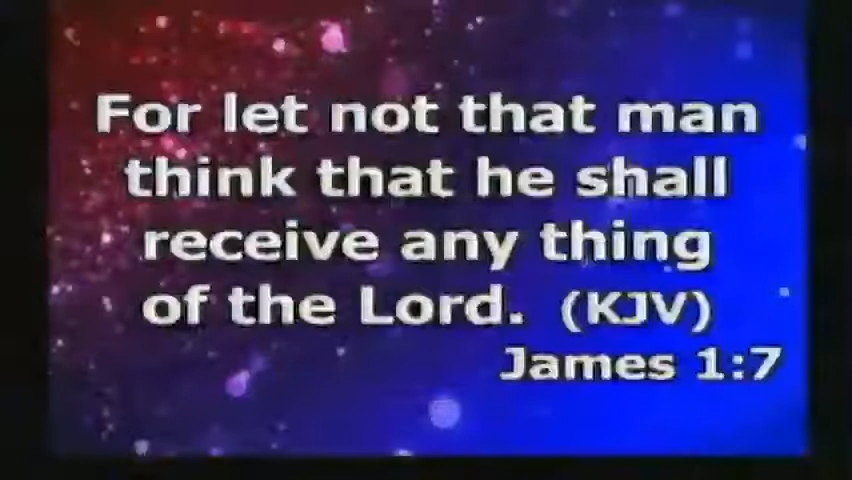 For let not that man
think that he shall
receive any thing
of the Lord. (KJV)
James 1:7